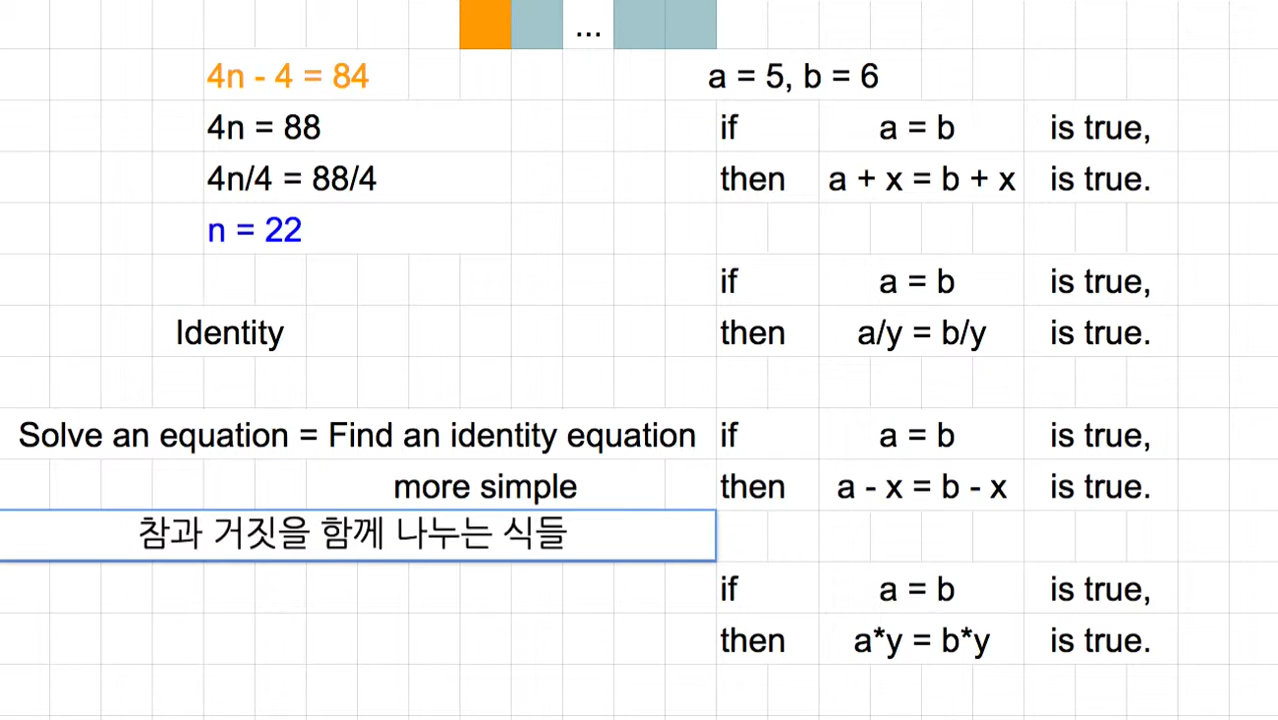 ...
4n - 4 = 84
4n = 88
4n/4 = 88/4
n = 22
Identity
Solve an equation = Find an identity equation
more simple
참과 거짓을 함께 나누는 식들
a = 5, b = 6
if a = b is true,
then a + x = b + x is true.
if a = b is true,
then a/y = b/y is true.
if a = b is true,
then a - x = b - x is true.
if a = b is true,
then a*y = b*y is true.